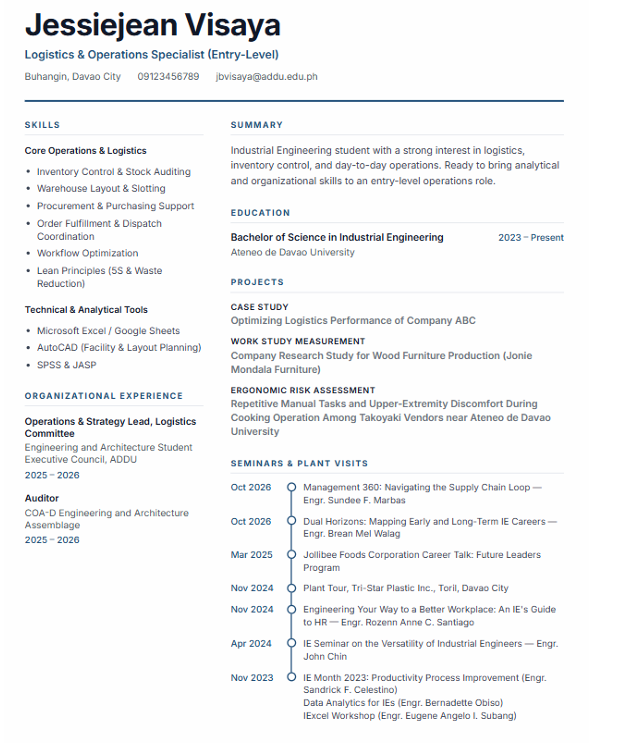 Jessiejean Visaya
Logistics & Operations Specialist (Entry-Level)
Buhangin, Davao City 09123456789 jbvisaya@addu.edu.ph
SKILLS
Core Operations & Logistics
• Inventory Control & Stock Auditing
• Warehouse Layout & Slotting
• Procurement & Purchasing Support
• Order Fulfillment & Dispatch
Coordination
• Workflow Optimization
• Lean Principles (5S & Waste
Reduction)
Technical & Analytical Tools
• Microsoft Excel / Google Sheets
• AutoCAD (Facility & Layout Planning)
• SPSS & JASP
ORGANIZATIONAL EXPERIENCE
Operations & Strategy Lead, Logistics
Committee
Engineering and Architecture Student
Executive Council, ADDU
2025 – 2026
Auditor
COA-D Engineering and Architecture
Assemblage
2025 – 2026
SUMMARY
Industrial Engineering student with a strong interest in logistics,
inventory control, and day-to-day operations. Ready to bring analytical
and organizational skills to an entry-level operations role.
EDUCATION
Bachelor of Science in Industrial Engineering 2023 – Present
Ateneo de Davao University
PROJECTS
CASE STUDY
Optimizing Logistics Performance of Company ABC
WORK STUDY MEASUREMENT
Company Research Study for Wood Furniture Production (Jonie
Mondala Furniture)
ERGONOMIC RISK ASSESSMENT
Repetitive Manual Tasks and Upper-Extremity Discomfort During
Cooking Operation Among Takoyaki Vendors near Ateneo de Davao
University
SEMINARS & PLANT VISITS
Oct 2026 Management 360: Navigating the Supply Chain Loop —
Engr. Sundee F. Marbas
Oct 2026 Dual Horizons: Mapping Early and Long-Term IE Careers —
Engr. Brean Mel Walag
Mar 2025 Jollibee Foods Corporation Career Talk: Future Leaders
Program
Nov 2024 Plant Tour, Tri-Star Plastic Inc., Toril, Davao City
Nov 2024 Engineering Your Way to a Better Workplace: An IE's Guide
to HR — Engr. Rozenn Anne C. Santiago
Apr 2024 IE Seminar on the Versatility of Industrial Engineers — Engr.
John Chin
Nov 2023 IE Month 2023: Productivity Process Improvement (Engr.
Sandrick F. Celestino)
Data Analytics for IEs (Engr. Bernadette Obiso)
IExcel Workshop (Engr. Eugene Angelo I. Subang)